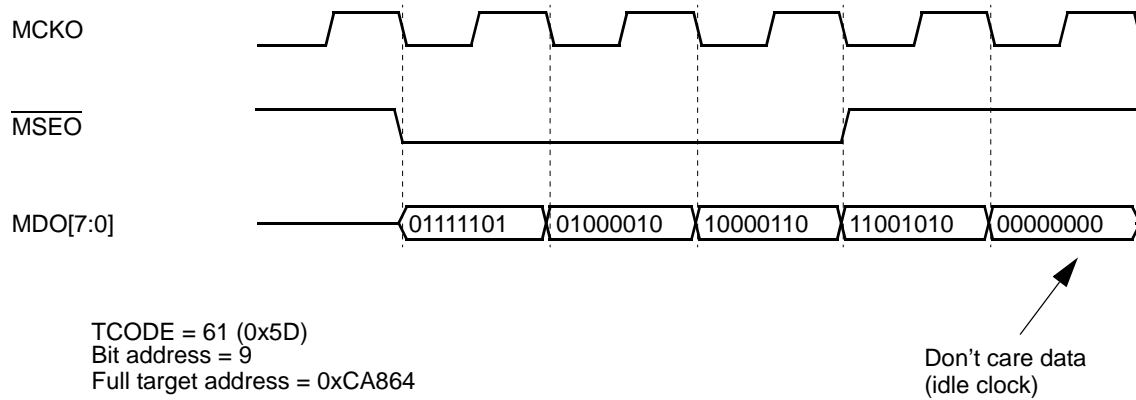 MCKO
MSEO
MDO[7:0]
01111101
01000010
10000110
11001010
00000000
TCODE = 61 (0x5D)
Bit address = 9
Full target address = 0xCA864
Don't care data
(idle clock)